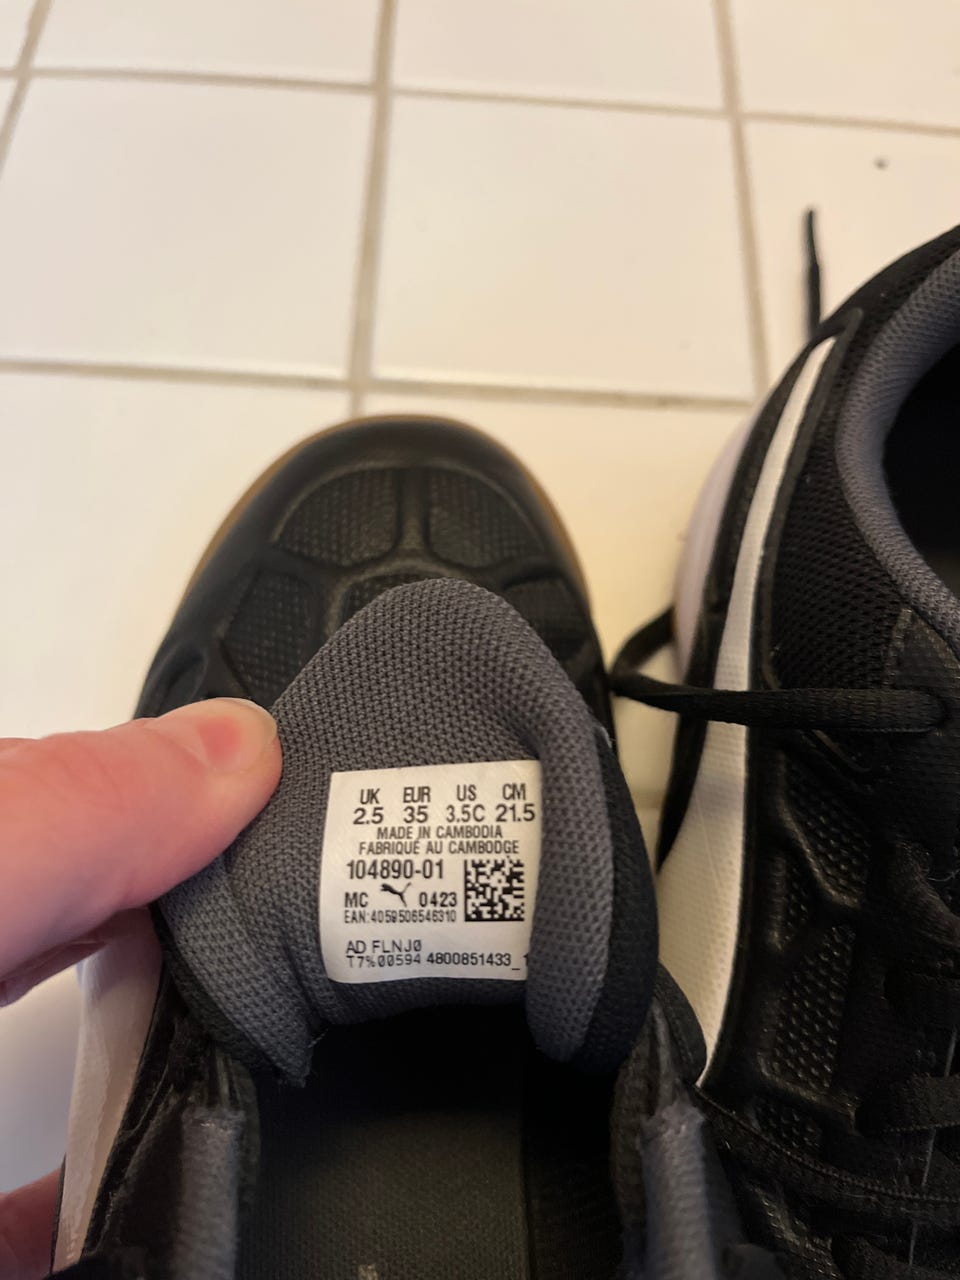 UK EUR US CM
2.5 35 3.5C 21.5
MADE IN CAMBODIA
FABRIQUÉ AU CAMBODGE
104890-01
MC 0423
EAN:4059506546310
AD FLNJ0
T7%00594 4800851433_1